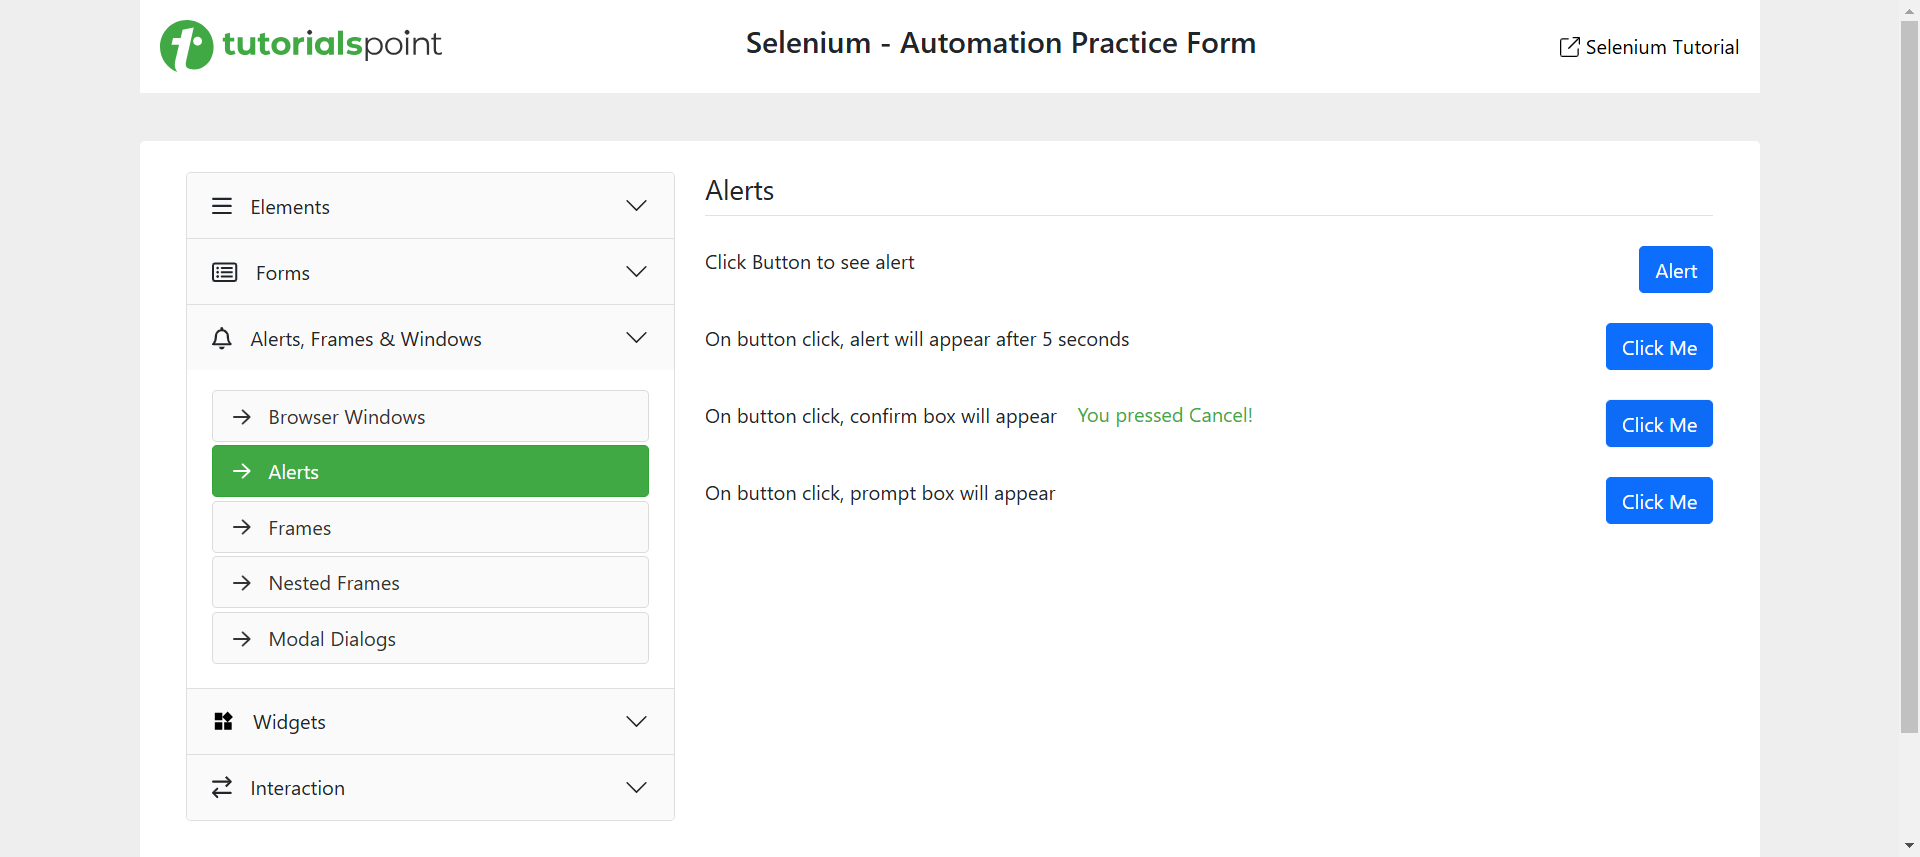 tutorialspoint
Selenium - Automation Practice Form
Selenium Tutorial
Elements
Forms
Alerts, Frames & Windows
Browser Windows
Alerts
Frames
Nested Frames
Modal Dialogs
Widgets
Interaction
Alerts
Click Button to see alert
Alert
On button click, alert will appear after 5 seconds
Click Me
On button click, confirm box will appear You pressed Cancel!
Click Me
On button click, prompt box will appear
Click Me